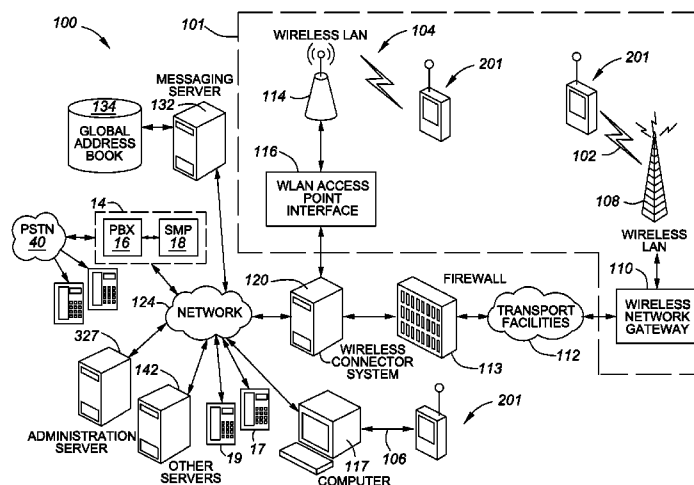 100
101
WIRELESS LAN
104
201
201
114
102
108
WIRELESS LAN
MESSAGING
SERVER
132
134
GLOBAL
ADDRESS
BOOK
116
WLAN ACCESS
POINT
INTERFACE
14
PSTN
40
PBX
16
SMP
18
120
FIREWALL
110
WIRELESS
NETWORK
GATEWAY
124
NETWORK
TRANSPORT
FACILITIES
112
WIRELESS
CONNECTOR
SYSTEM
113
327
142
201
ADMINISTRATION
SERVER
OTHER
SERVERS
19
17
117
COMPUTER
106